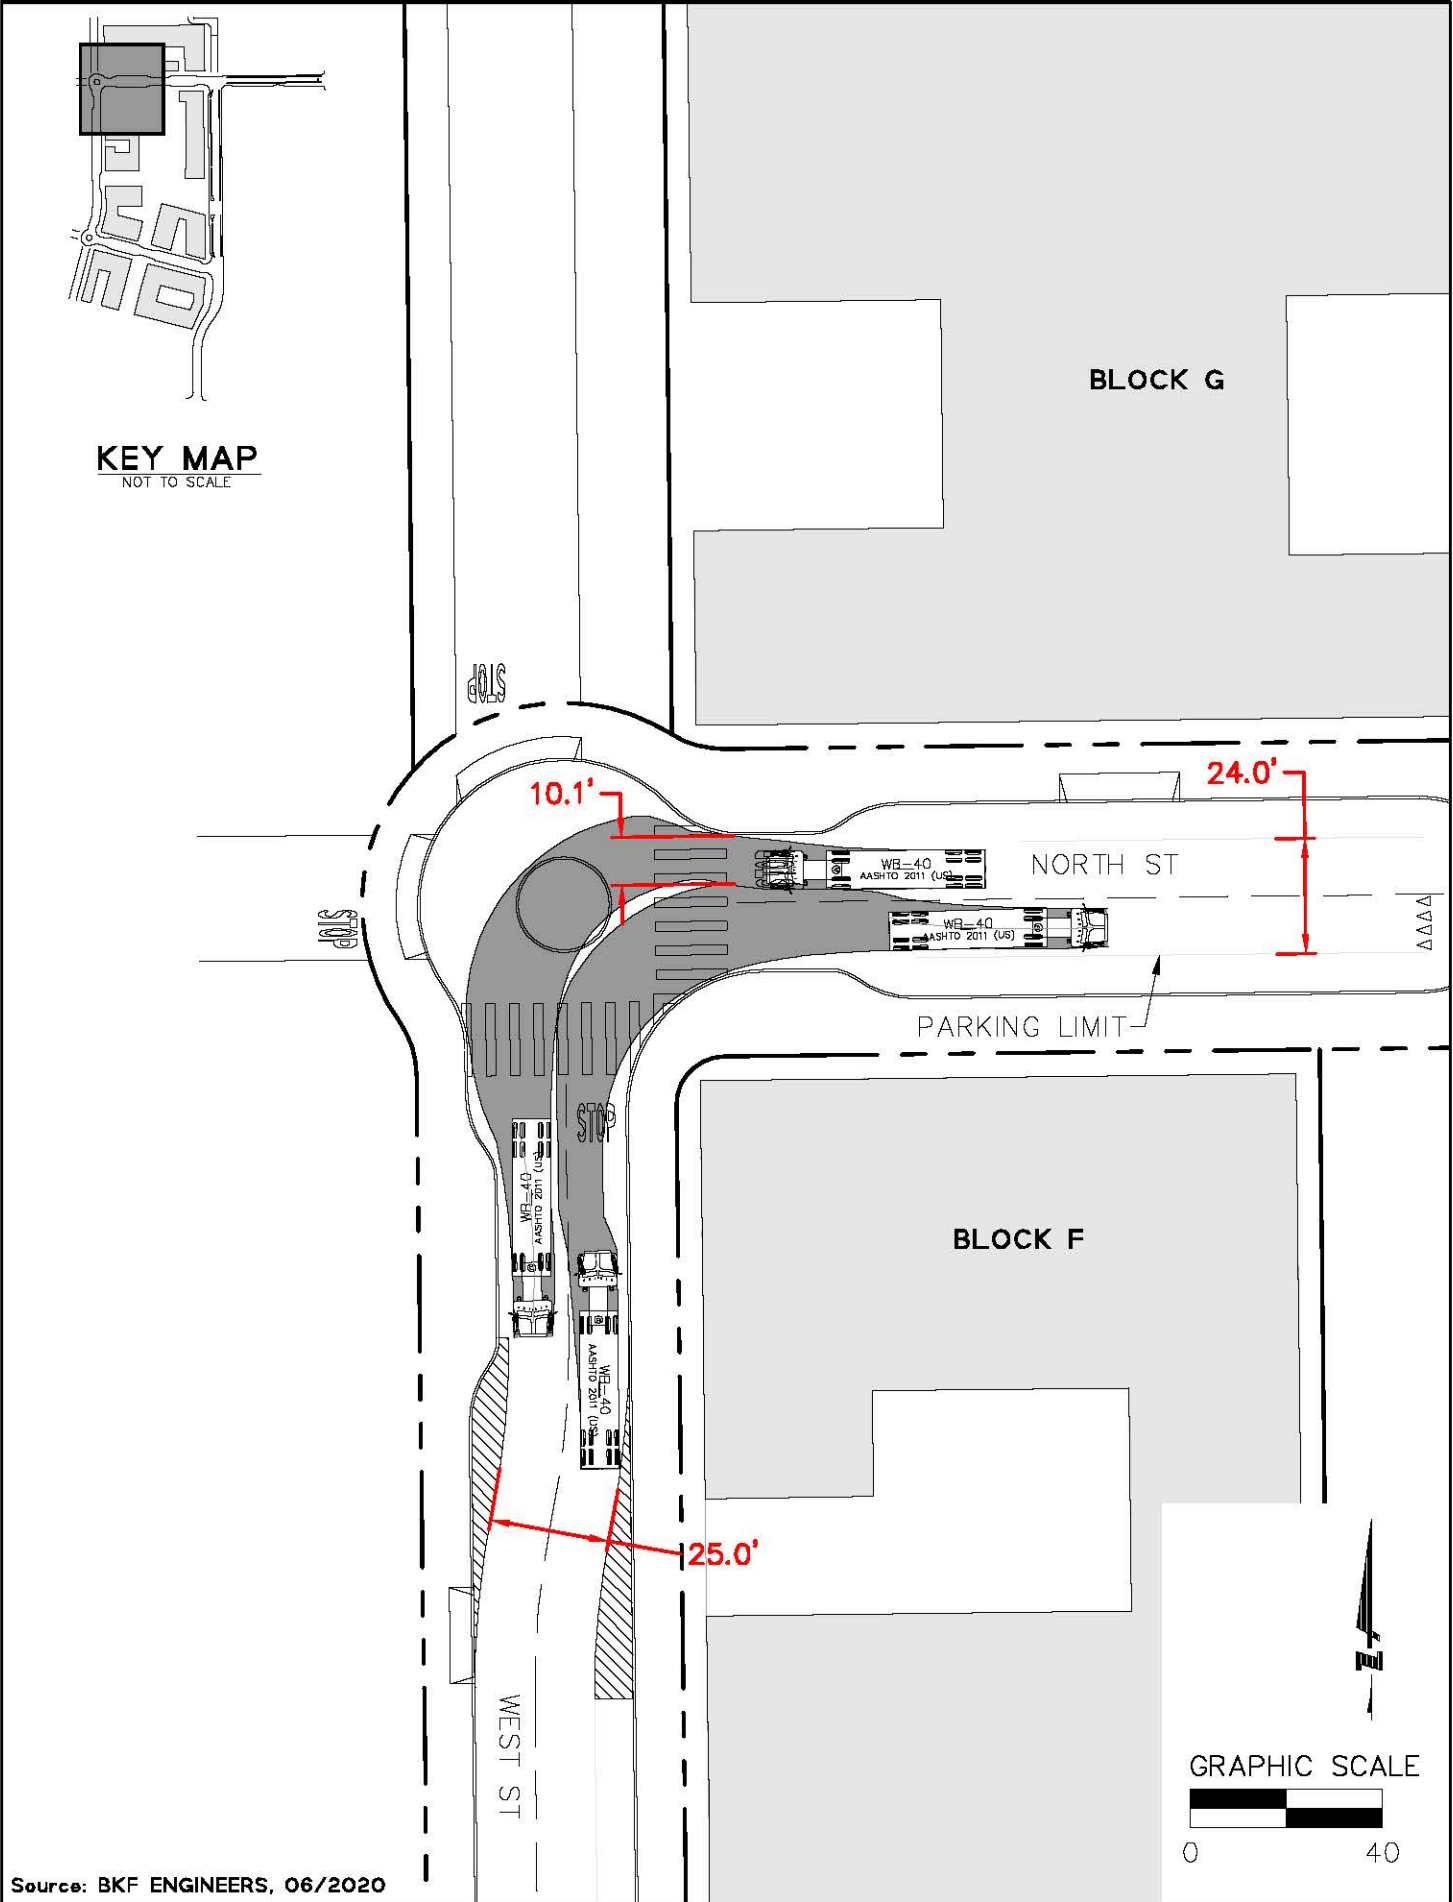 KEY MAP
NOT TO SCALE
BLOCK G
STOP
10.1'
24.0'
WB-40
AASHTO 2011 (US)
NORTH ST
STOP
WB-40
AASHTO 2011 (US)
PARKING LIMIT
STOP
WB-40
AASHTO 2011 (US)
BLOCK F
WB-40
AASHTO 2011 (US)
25.0'
WEST ST
GRAPHIC SCALE
0 40
Source: BKF ENGINEERS, 06/2020